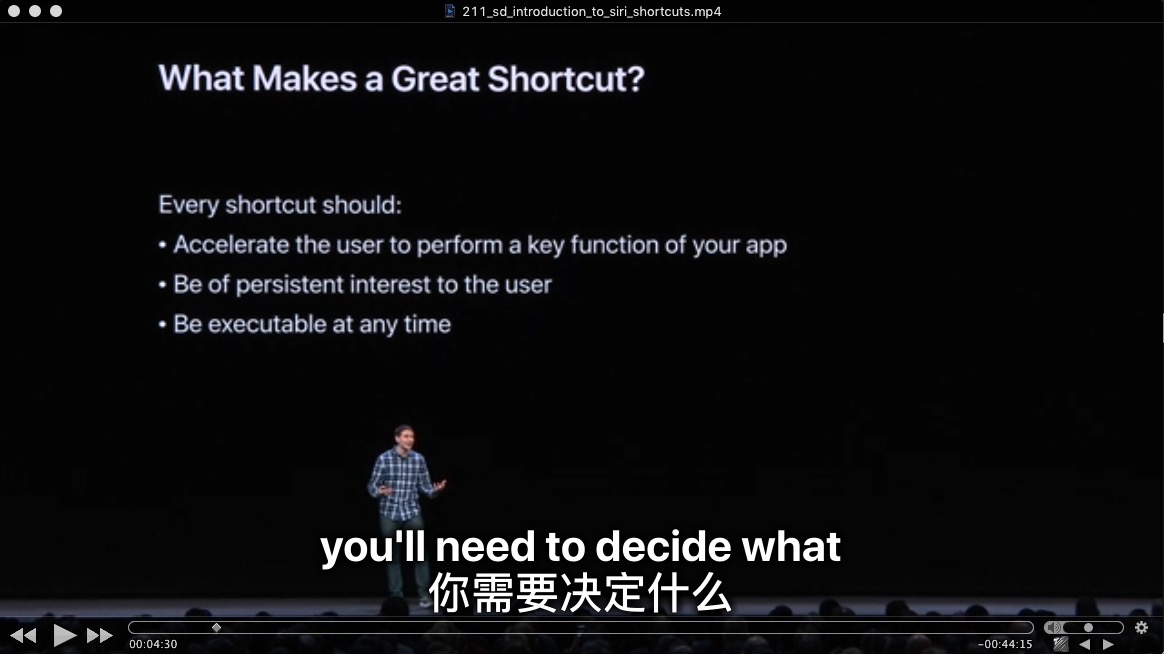 211_sd_introduction_to_siri_shortcuts.mp4
What Makes a Great Shortcut?
Every shortcut should:
• Accelerate the user to perform a key function of your app
• Be of persistent interest to the user
• Be executable at any time
you'll need to decide what
你需要决定什么
00:04:30
-00:44:15